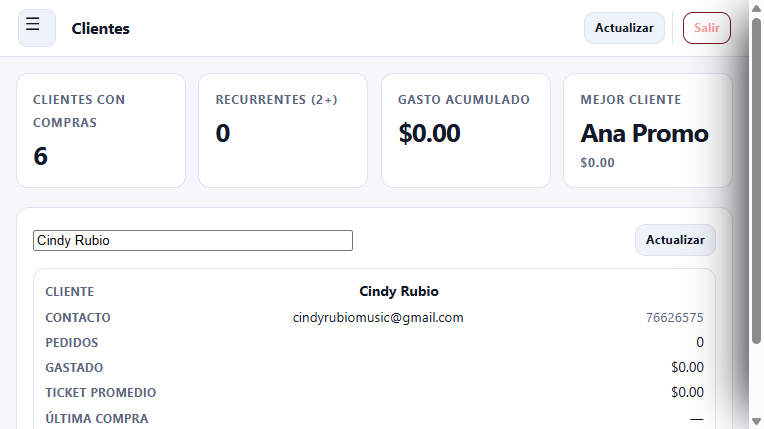 ☰ Clientes Actualizar Salir
CLIENTES CON
COMPRAS
6
RECURRENTES (2+)
0
GASTO ACUMULADO
$0.00
MEJOR CLIENTE
Ana Promo
$0.00
Cindy Rubio Actualizar
CLIENTE Cindy Rubio
CONTACTO cindyrubiomusic@gmail.com 76626575
PEDIDOS 0
GASTADO $0.00
TICKET PROMEDIO $0.00
ÚLTIMA COMPRA —